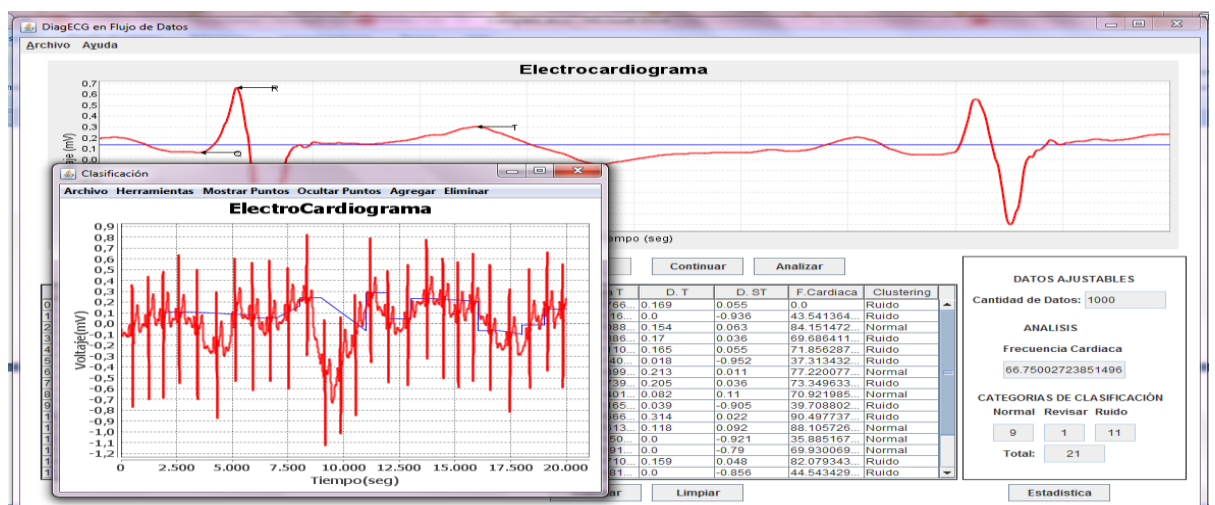 DiagECG en Flujo de Datos
Archivo Ayuda
Electrocardiograma
0.7
0.6
0.5
0.4
0.3
0.2
0.1
0.0
Voltaje (mV)
R
Q
T
(seg)
Continuar Analizar
D. T D. ST F.Cardiaca Clustering
0.169 0.055 0.0 Ruido
0.0 -0.936 43.541364... Ruido
0.154 0.063 84.151472... Normal
0.17 0.036 69.686411... Ruido
0.165 0.055 71.856287... Ruido
0.018 -0.952 37.313432... Ruido
0.213 0.011 77.220077... Normal
0.205 0.036 73.349633... Ruido
0.082 0.11 70.921985... Normal
0.039 -0.905 39.708802... Ruido
0.314 0.022 90.497737... Ruido
0.118 0.092 88.105726... Normal
0.0 -0.921 35.885167... Ruido
0.0 -0.79 69.930069... Normal
0.159 0.048 82.079343... Ruido
0.0 -0.856 44.543429... Ruido
Limpiar
DATOS AJUSTABLES
Cantidad de Datos: 1000
ANALISIS
Frecuencia Cardiaca
66.75002723851496
CATEGORIAS DE CLASIFICACIÓN
Normal Revisar Ruido
9 1 11
Total: 21
Estadistica
Clasificación
Archivo Herramientas Mostrar Puntos Ocultar Puntos Agregar Eliminar
ElectroCardiograma
0,9
0,8
0,7
0,6
0,5
0,4
0,3
0,2
0,1
0,0
-0,1
-0,2
-0,3
-0,4
-0,5
-0,6
-0,7
-0,8
-0,9
-1,0
-1,1
-1,2
Voltaje(mV)
0 2.500 5.000 7.500 10.000 12.500 15.000 17.500 20.000
Tiempo(seg)